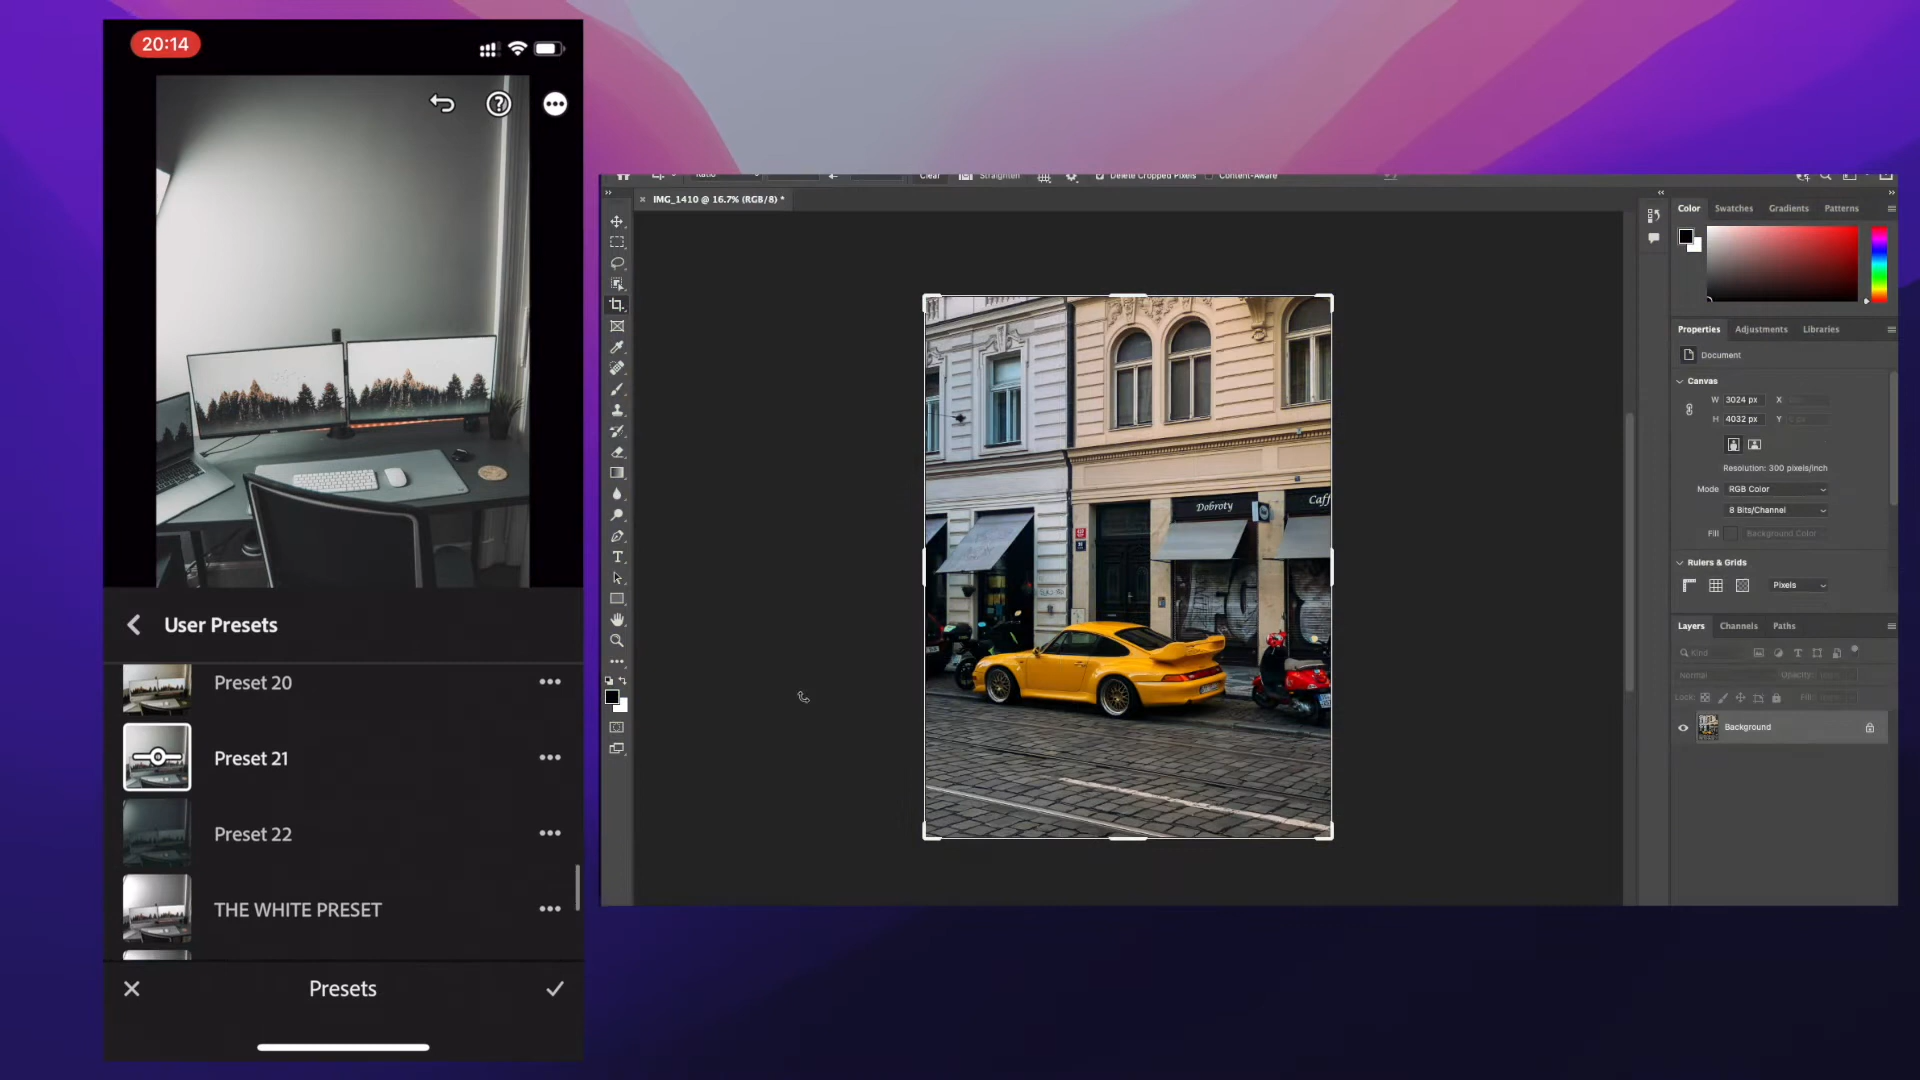 20:14
User Presets
Preset 20
Preset 21
Preset 22
THE WHITE PRESET
Presets
Ratio
Clear
Straighten
Delete Cropped Pixels
Content-Aware
IMG_1410 @ 16.7% (RGB/8) *
Dobroty
Caff
Color
Swatches
Gradients
Patterns
Properties
Adjustments
Libraries
Document
Canvas
W 3024 px X
H 4032 px Y
Resolution: 300 pixels/inch
Mode RGB Color
8 Bits/Channel
Fill Background Color
Rulers & Grids
Pixels
Layers
Channels
Paths
Kind
Normal
Opacity:
Lock:
Fill:
Background